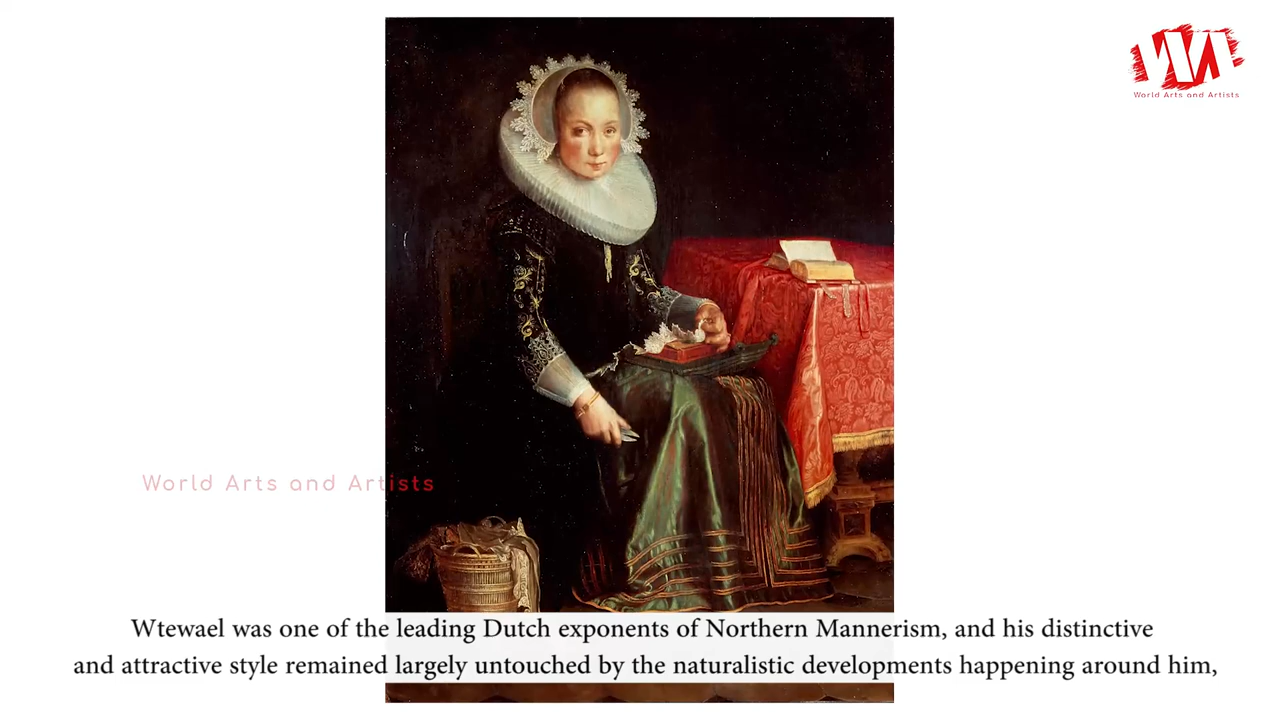 World Arts and Artists
World Arts and Artists
Wtewael was one of the leading Dutch exponents of Northern Mannerism, and his distinctive
and attractive style remained largely untouched by the naturalistic developments happening around him,